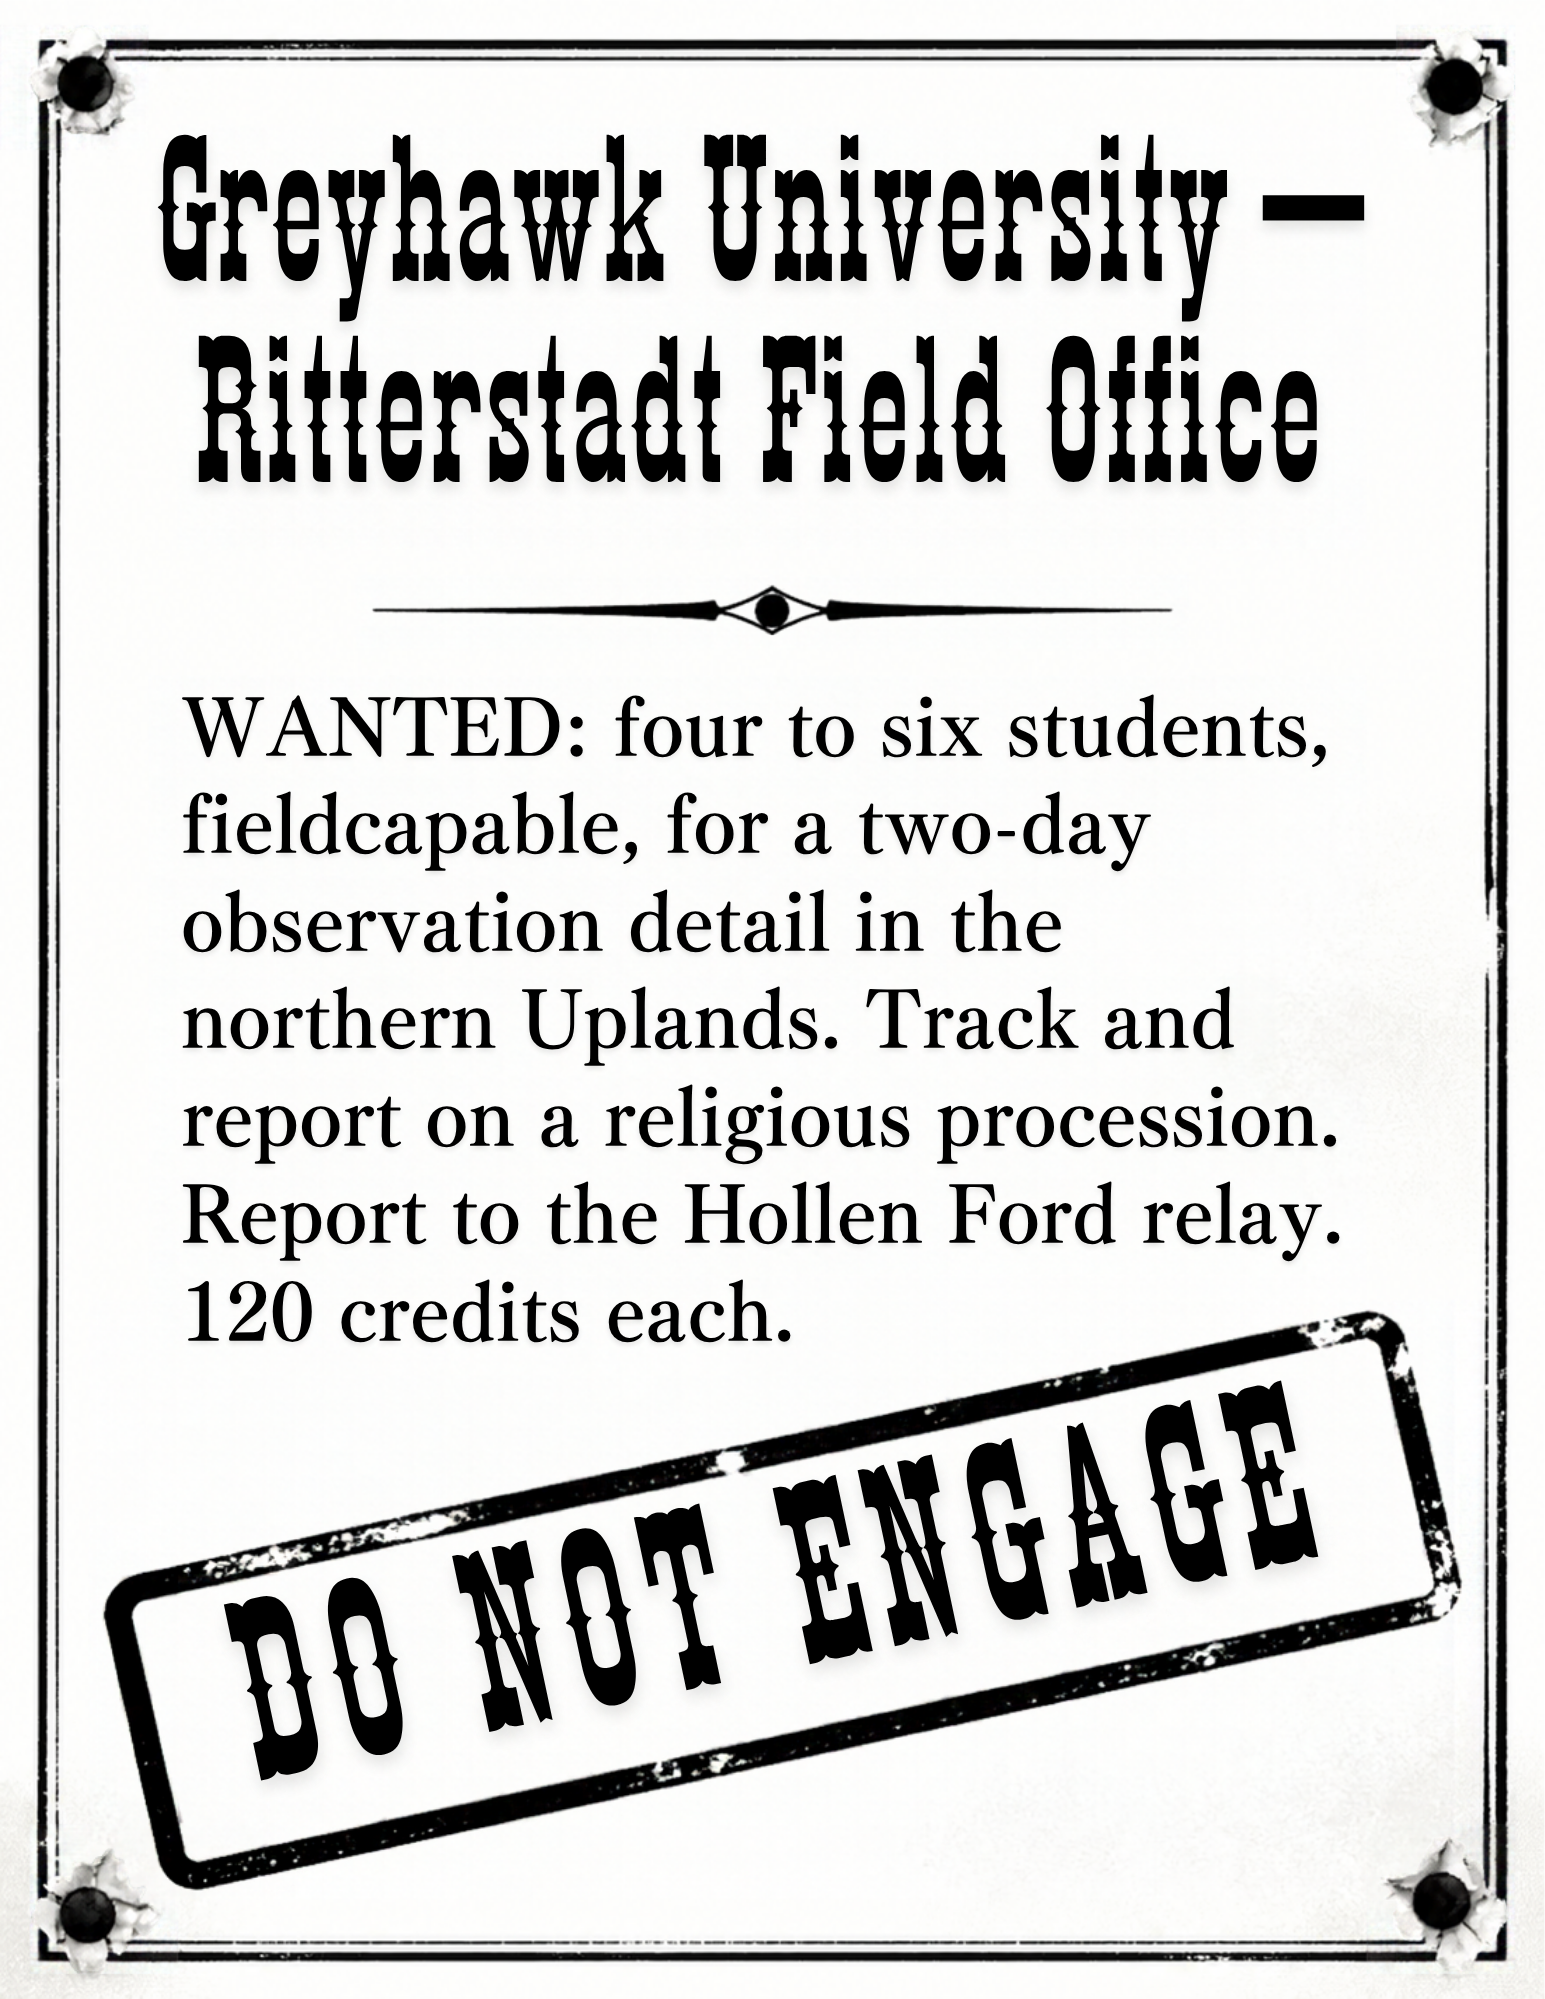 Greyhawk University —
Ritterstadt Field Office
WANTED: four to six students,
fieldcapable, for a two-day
observation detail in the
northern Uplands. Track and
report on a religious procession.
Report to the Hollen Ford relay.
120 credits each.
DO NOT ENGAGE